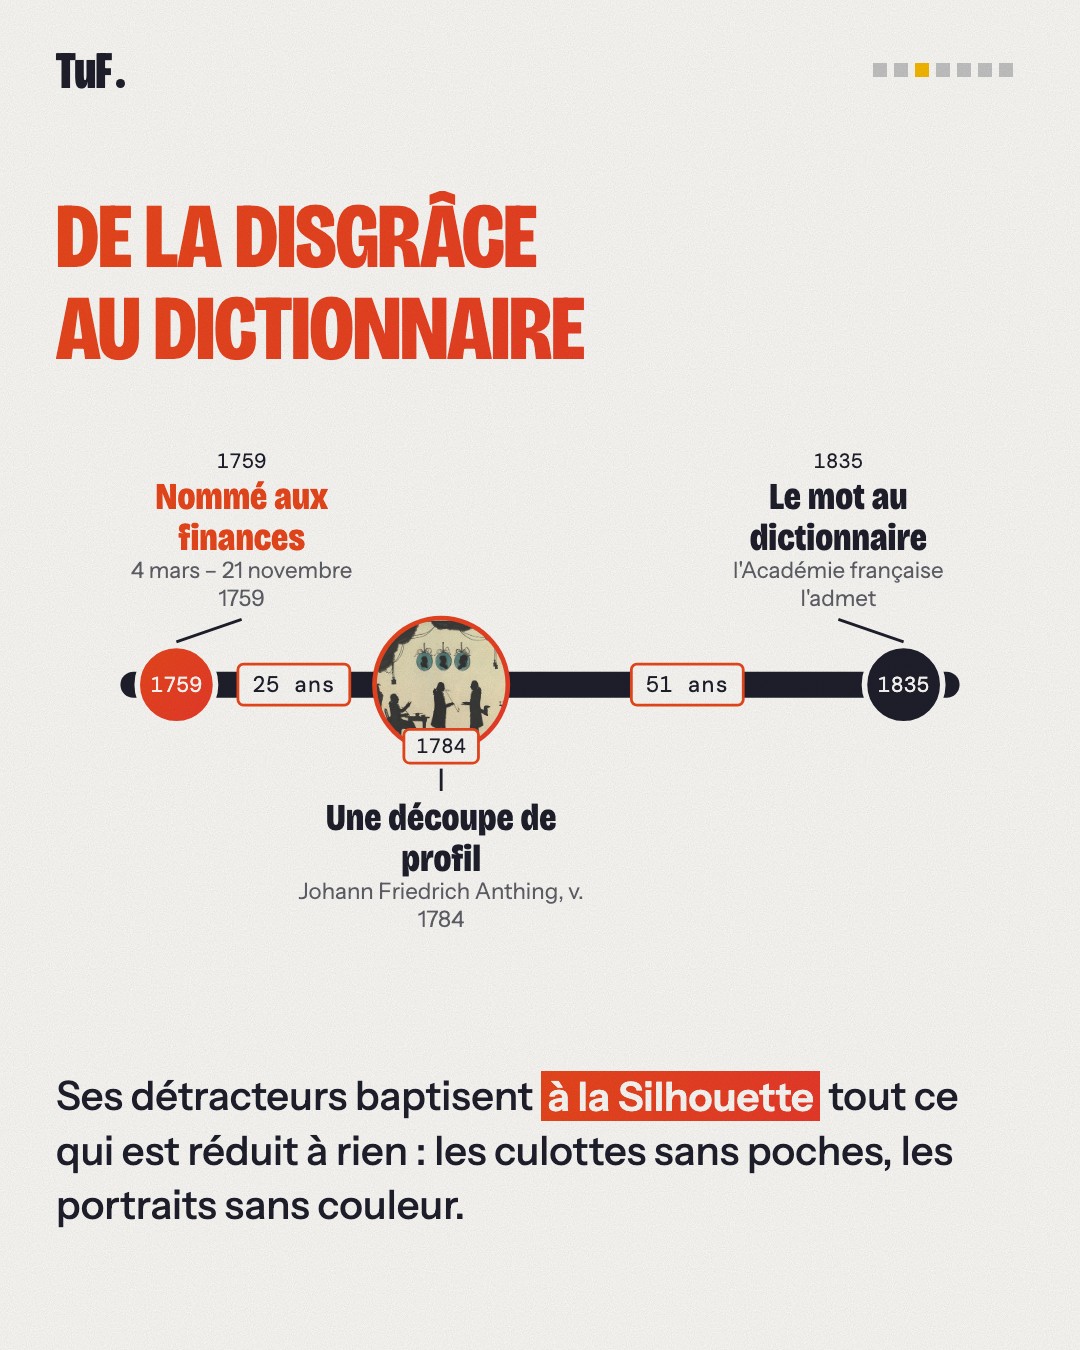 TuF.
DE LA DISGRÂCE
AU DICTIONNAIRE
1759
Nommé aux
finances
4 mars – 21 novembre
1759
1835
Le mot au
dictionnaire
l'Académie française
l'admet
1759
25 ans
51 ans
1835
1784
Une découpe de
profil
Johann Friedrich Anthing, v.
1784
Ses détracteurs baptisent à la Silhouette tout ce
qui est réduit à rien : les culottes sans poches, les
portraits sans couleur.